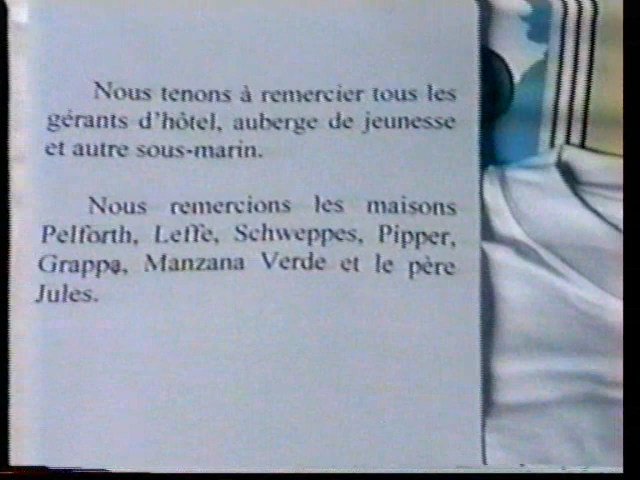 Nous tenons à remercier tous les
gérants d'hôtel, auberge de jeunesse
et autre sous-marin.
Nous remercions les maisons
Pelforth, Leffe, Schweppes, Pipper,
Grappa, Manzana Verde et le père
Jules.